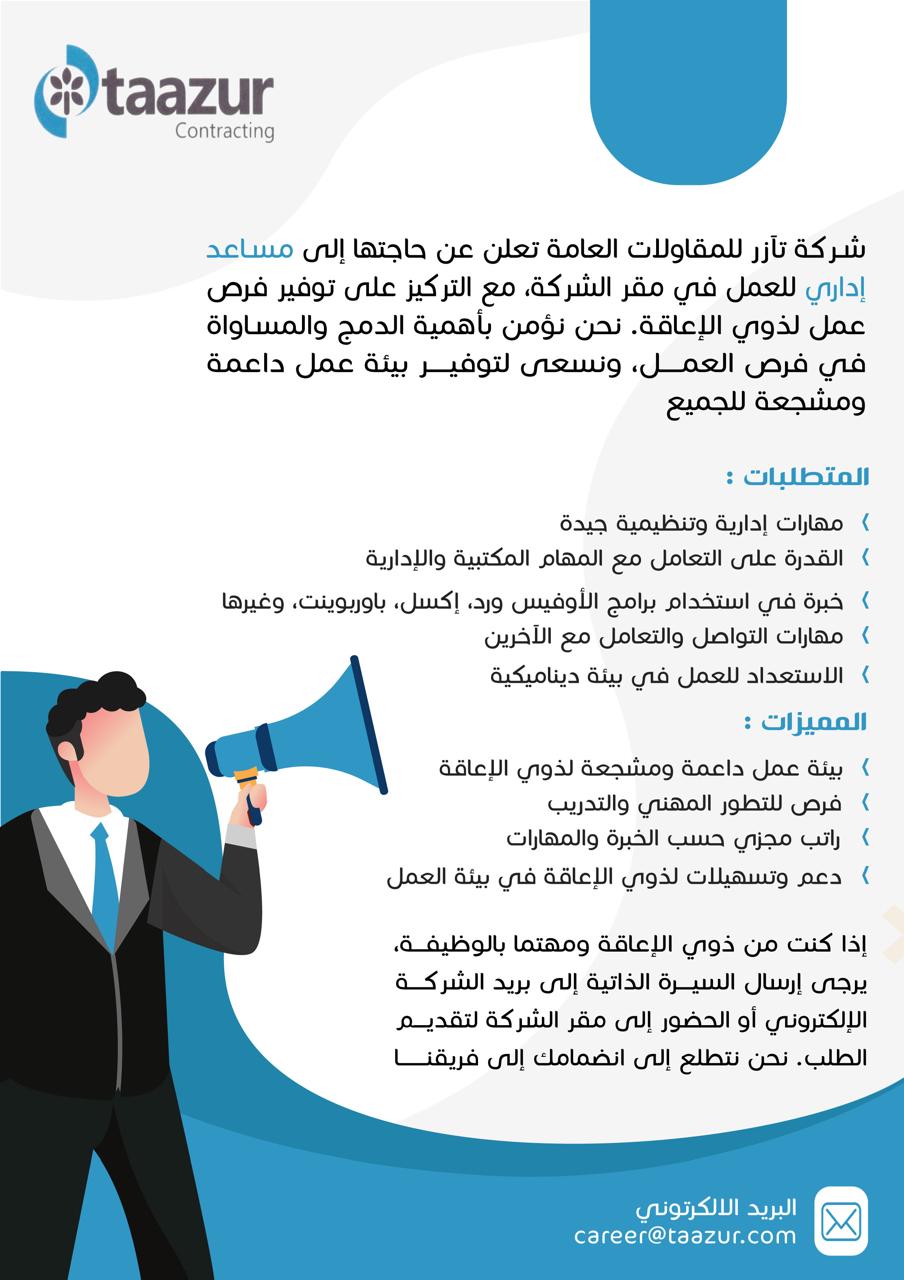 taazur
Contracting
شركة تآزر للمقاولات العامة تعلن عن حاجتها إلى مساعد
إداري للعمل في مقر الشركة، مع التركيز على توفير فرص
عمل لذوي الإعاقة. نحن نؤمن بأهمية الدمج والمساواة
في فرص العمــل، ونسعى لتوفيــر بيئة عمل داعمة
ومشجعة للجميع
المتطلبات :
مهارات إدارية وتنظيمية جيدة
القدرة على التعامل مع المهام المكتبية والإدارية
خبرة في استخدام برامج الأوفيس ورد، إكسل، باوربوينت، وغيرها
مهارات التواصل والتعامل مع الآخرين
الاستعداد للعمل في بيئة ديناميكية
المميزات :
بيئة عمل داعمة ومشجعة لذوي الإعاقة
فرص للتطور المهني والتدريب
راتب مجزي حسب الخبرة والمهارات
دعم وتسهيلات لذوي الإعاقة في بيئة العمل
إذا كنت من ذوي الإعاقة ومهتما بالوظيفــة،
يرجى إرسال السيــرة الذاتية إلى بريد الشركــة
الإلكتروني أو الحضور إلى مقر الشركة لتقديــم
الطلب. نحن نتطلع إلى انضمامك إلى فريقنـــا
البريد الالكرتوني
career@taazur.com